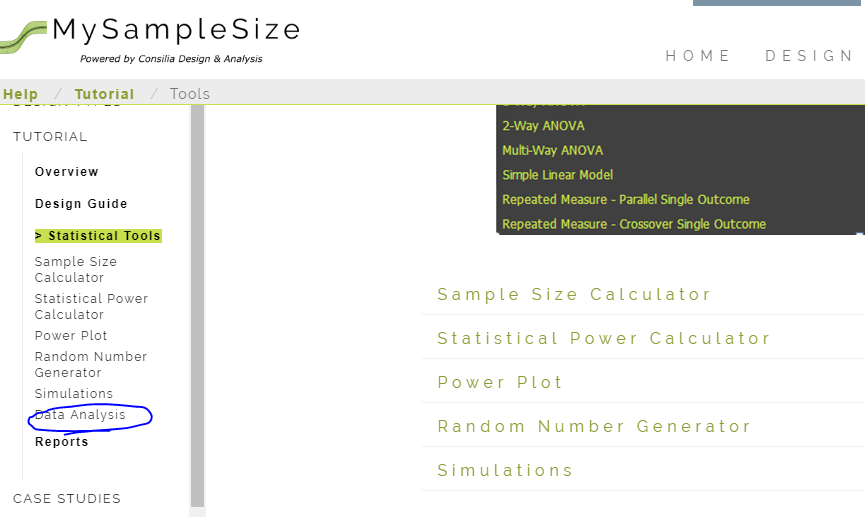 MySampleSize
Powered by Consilia Design & Analysis
HOME DESIGN
Help / Tutorial / Tools
TUTORIAL
Overview
Design Guide
> Statistical Tools
Sample Size
Calculator
Statistical Power
Calculator
Power Plot
Random Number
Generator
Simulations
Data Analysis
Reports
CASE STUDIES
2-Way ANOVA
Multi-Way ANOVA
Simple Linear Model
Repeated Measure - Parallel Single Outcome
Repeated Measure - Crossover Single Outcome
Sample Size Calculator
Statistical Power Calculator
Power Plot
Random Number Generator
Simulations